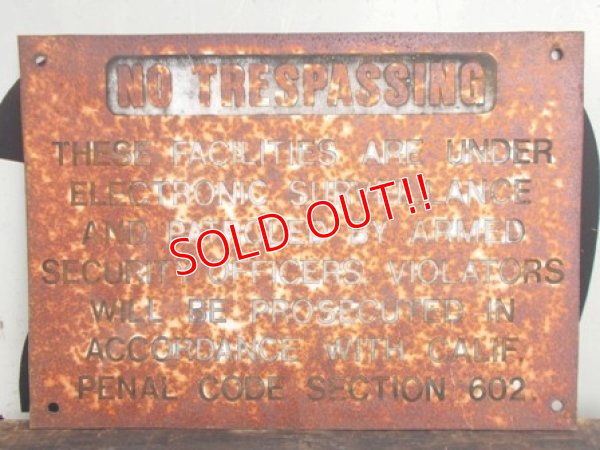 NO TRESPASSING
THESE FACILITIES ARE UNDER
ELECTRONIC SURVEILLANCE
AND PATROLED BY ARMED
SECURITY OFFICERS. VIOLATORS
WILL BE PROSECUTED IN
ACCORDANCE WITH CALIF.
PENAL CODE SECTION 602.
SOLD OUT!!